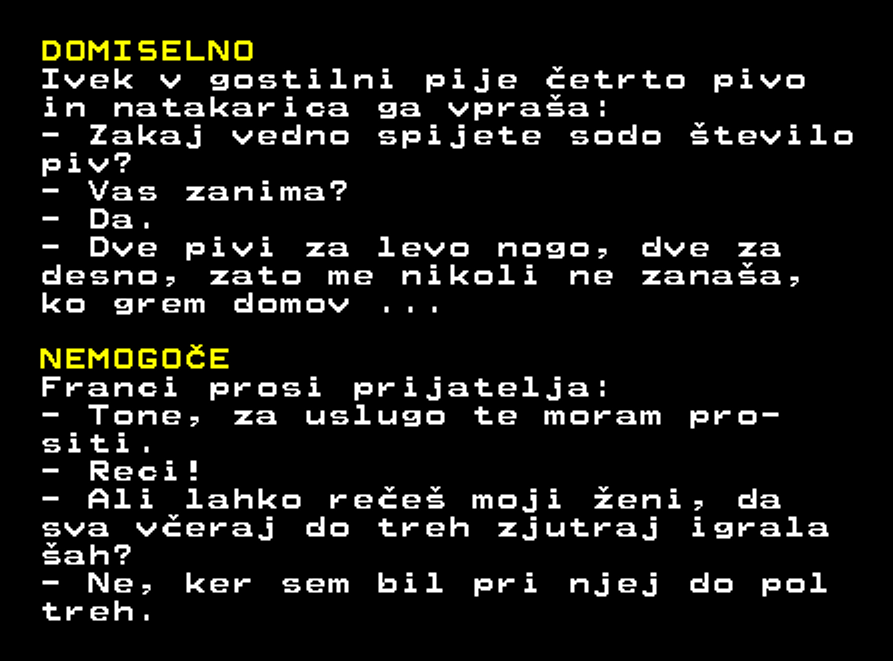 DOMISELNO
Ivek v gostilni pije četrto pivo
in natakarica ga vpraša:
- Zakaj vedno spijete sodo število
piv?
- Vas zanima?
- Da.
- Dve pivi za levo nogo, dve za
desno, zato me nikoli ne zanaša,
ko grem domov ...
NEMOGOČE
Franci prosi prijatelja:
- Tone, za uslugo te moram pro-
siti.
- Reci!
- Ali lahko rečeš moji ženi, da
sva včeraj do treh zjutraj igrala
šah?
- Ne, ker sem bil pri njej do pol
treh.